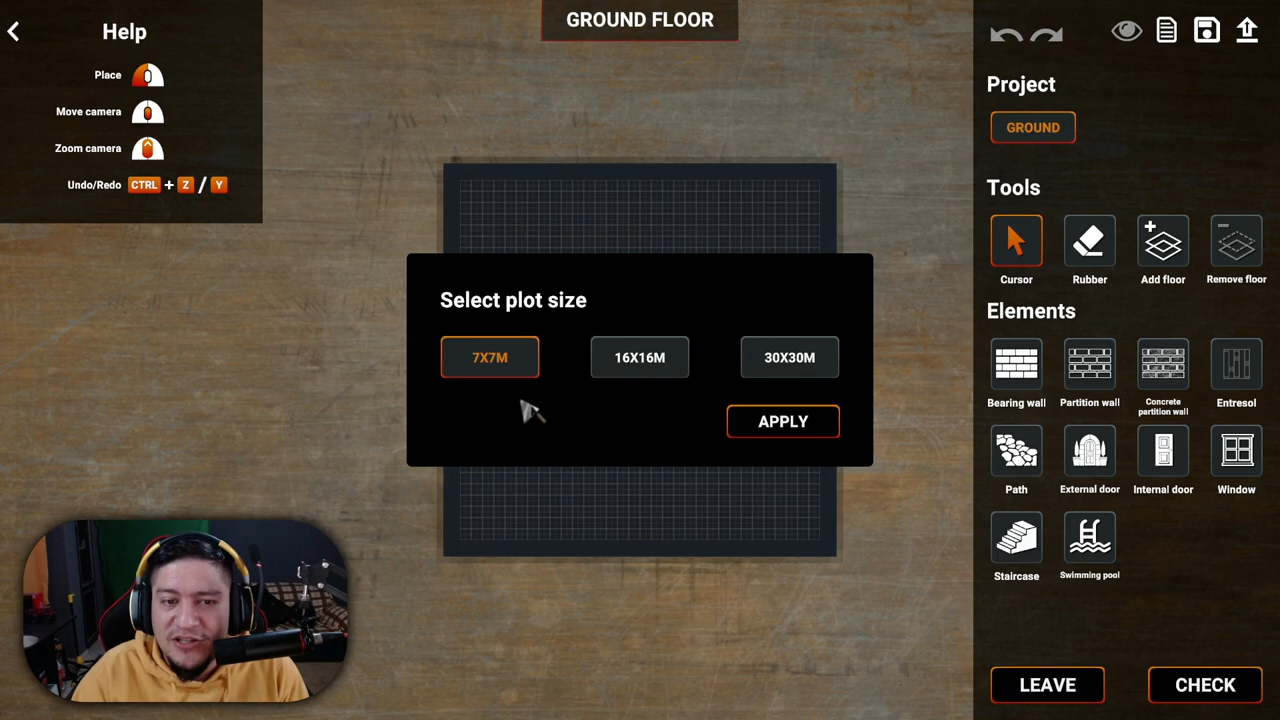 Help
Place
Move camera
Zoom camera
Undo/Redo CTRL + Z / Y
GROUND FLOOR
Select plot size
7X7M 16X16M 30X30M
APPLY
Project
GROUND
Tools
Cursor Rubber Add floor Remove floor
Elements
Bearing wall Partition wall Concrete partition wall Entresol
Path External door Internal door Window
Staircase Swimming pool
LEAVE CHECK